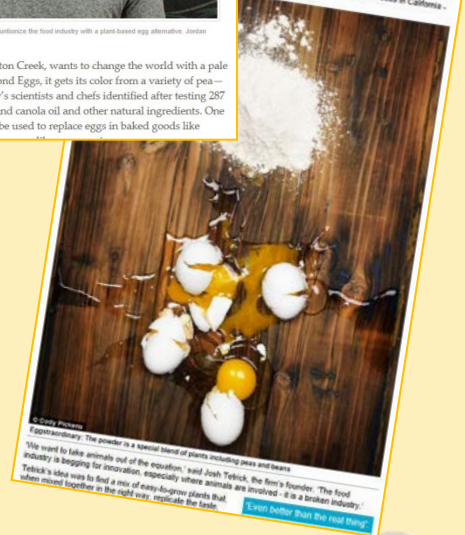 in California -
utionize the food industry with a plant-based egg alternative. Jordan
ton Creek, wants to change the world with a pale
ond Eggs, it gets its color from a variety of pea—
y's scientists and chefs identified after testing 287
nd canola oil and other natural ingredients. One
be used to replace eggs in baked goods like
© Cody Pickens
Eggstraordinary: The powder is a special blend of plants including peas and beans
'We want to take animals out of the equation,' said Josh Tetrick, the firm's founder. 'The food
industry is begging for innovation, especially where animals are involved - it is a broken industry.'
Tetrick's idea was to find a mix of easy-to-grow plants that,
when mixed together in the right way, replicate the taste
"Even better than the real thing".